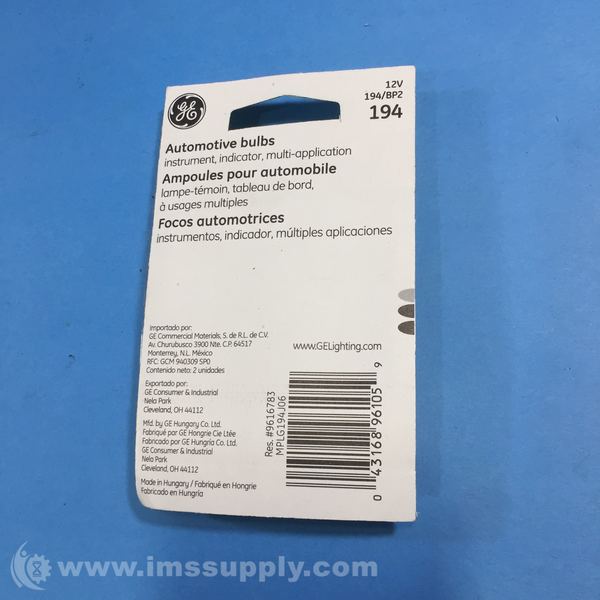 GE
12V
194/BP2
194
Automotive bulbs
instrument, indicator, multi-application
Ampoules pour automobile
lampe-témoin, tableau de bord,
à usages multiples
Focos automotrices
instrumentos, indicador, múltiples aplicaciones
Importado por:
GE Commercial Materials, S. de R.L. de C.V.
Av. Churubusco 3900 Nte. C.P. 64517
Monterrey, N.L. México
RFC: GCM 940309 SP0
Contenido neto: 2 unidades
Exportado por:
GE Consumer & Industrial
Nela Park
Cleveland, OH 44112
Mfd. by GE Hungary Co. Ltd.
Fabriqué par GE Hongrie Cie Ltée
Fabricado por GE Hungría Co. Ltd.
GE Consumer & Industrial
Nela Park
Cleveland, OH 44112
Made in Hungary / Fabriqué en Hongrie
Fabricado en Hungría
www.GELighting.com
Res. #9616783
MPLG194J06
0 43168 96105 9
www.imssupply.com